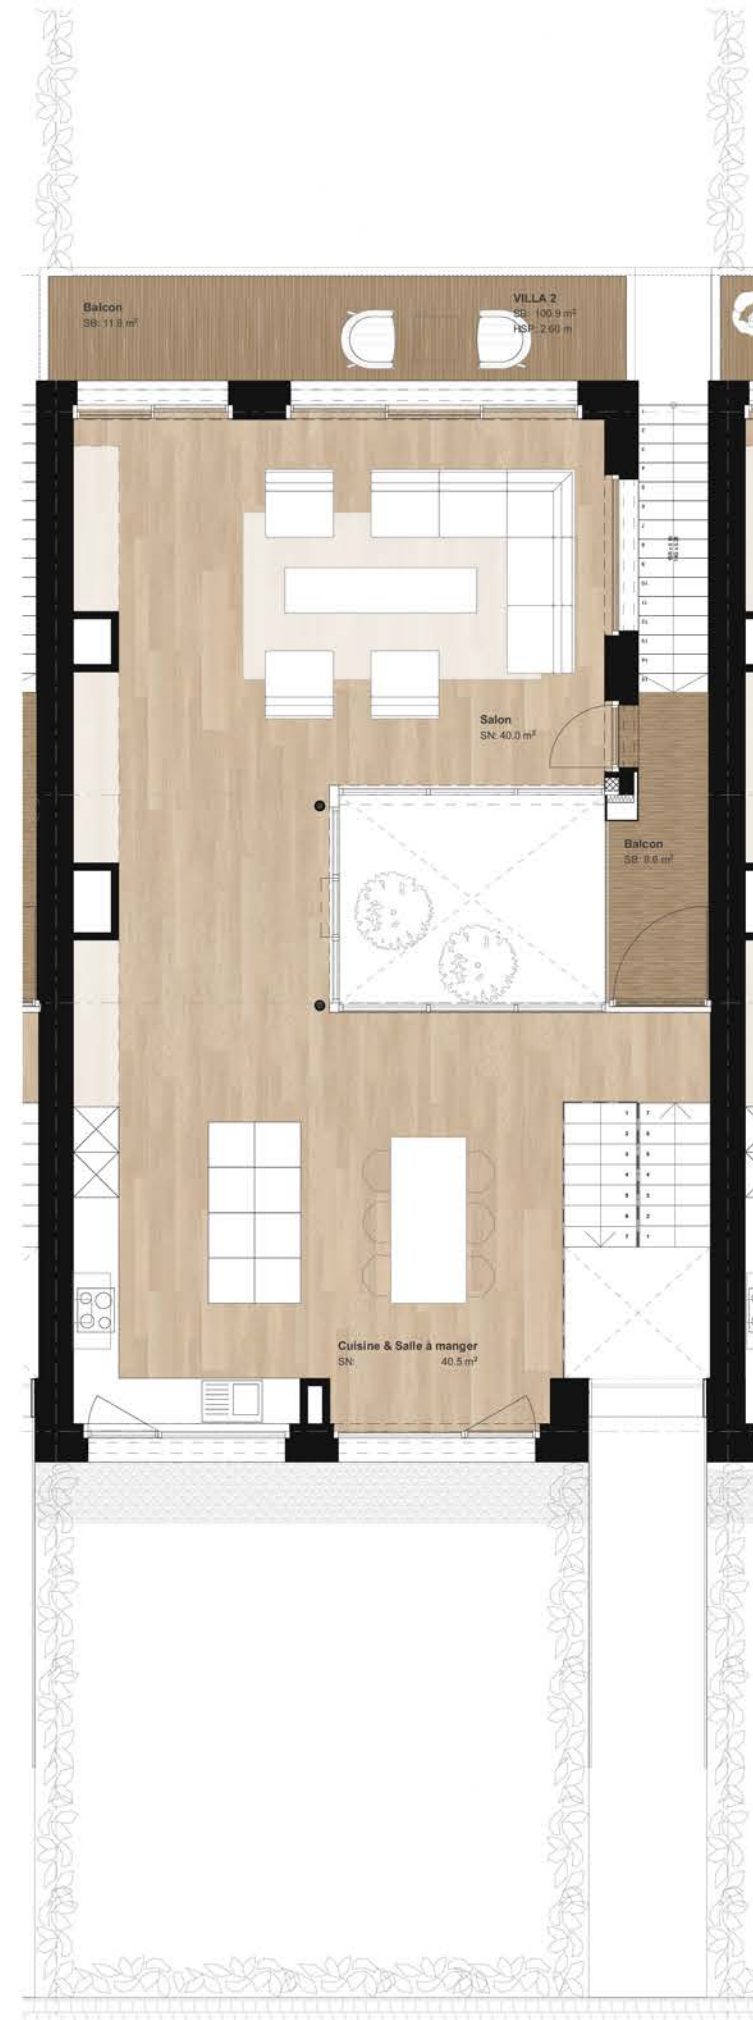 Balcon
SB: 11.8 m²
VILLA 2
SB: 100.9 m²
HSP: 2.60 m
Salon
SN: 40.0 m²
Balcon
SB: 8.6 m²
Cuisine & Salle à manger
SN: 40.5 m²